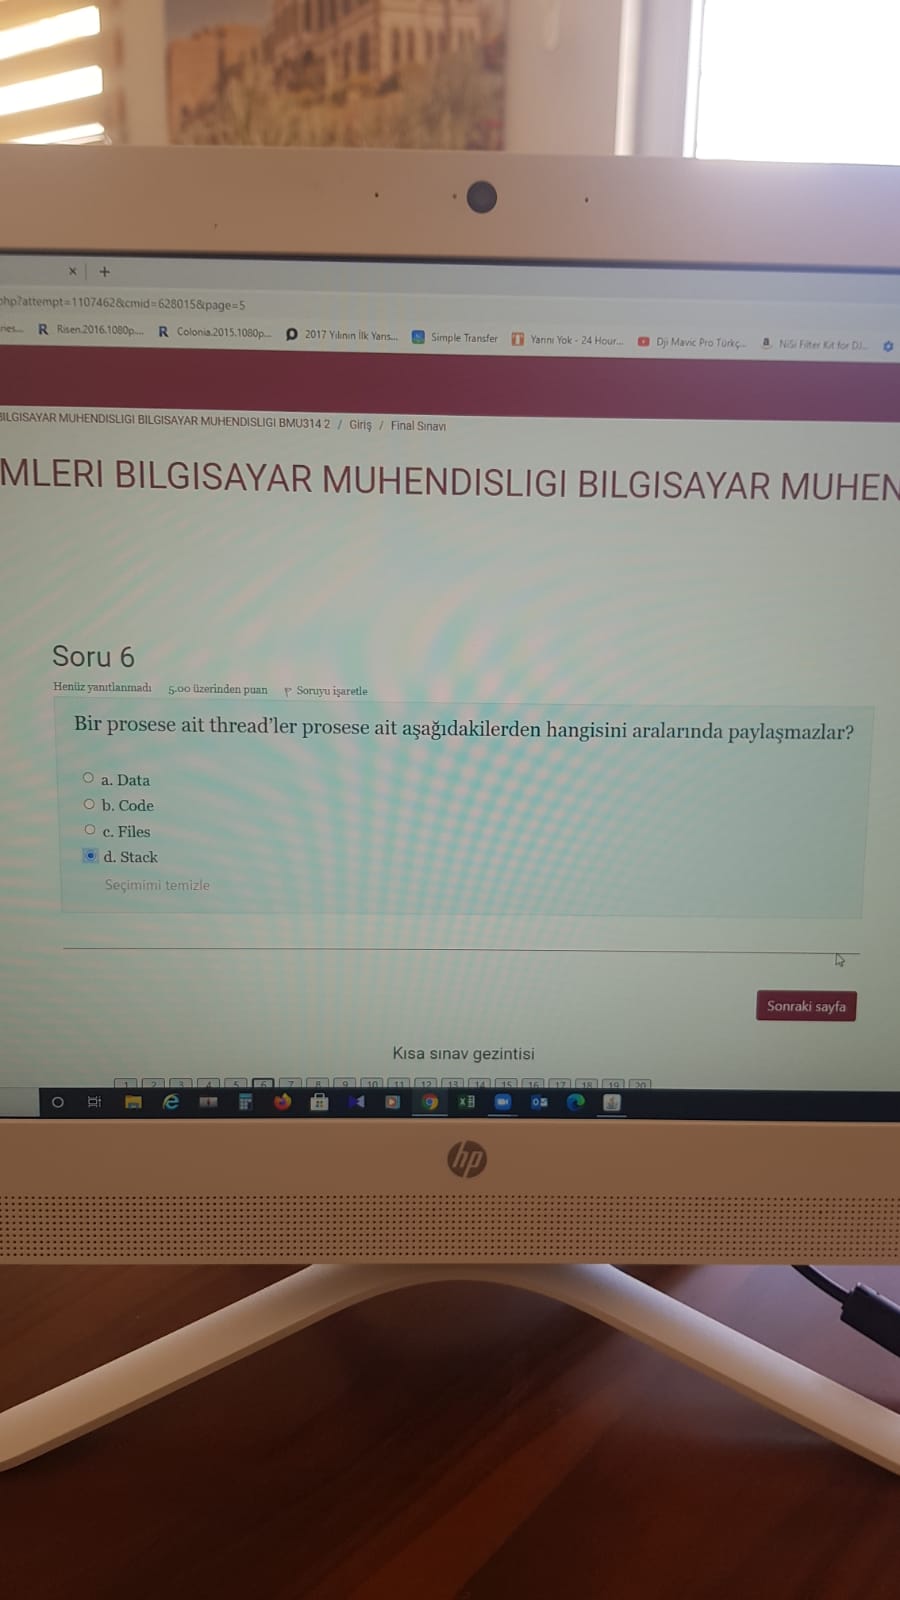 × +
php?attempt=1107462&cmid=628015&page=5
R Risen.2016.1080p.... R Colonia.2015.1080p... 2017 Yılının İlk Yarıs... Simple Transfer Yarını Yok - 24 Hour... Dji Mavic Pro Türkç... a NiSi Filter Kit for DJ...
BILGISAYAR MUHENDISLIGI BILGISAYAR MUHENDISLIGI BMU314 2 / Giriş / Final Sınavı
MLERI BILGISAYAR MUHENDISLIGI BILGISAYAR MUHEN
Soru 6
Henüz yanıtlanmadı 5,00 üzerinden puan Soruyu işaretle
Bir prosese ait thread'ler prosese ait aşağıdakilerden hangisini aralarında paylaşmazlar?
a. Data
b. Code
c. Files
d. Stack
Seçimimi temizle
Sonraki sayfa
Kısa sınav gezintisi
1 2 3 4 5 6 7 8 9 10 11 12 13 14 15 16 17 18 19 20
hp